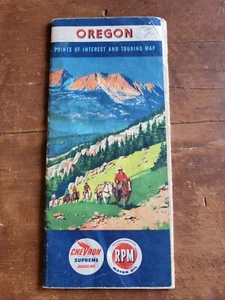 OREGON
POINTS OF INTEREST AND TOURING MAP
CHEVRON
SUPREME
GASOLINE
RPM
MOTOR OIL